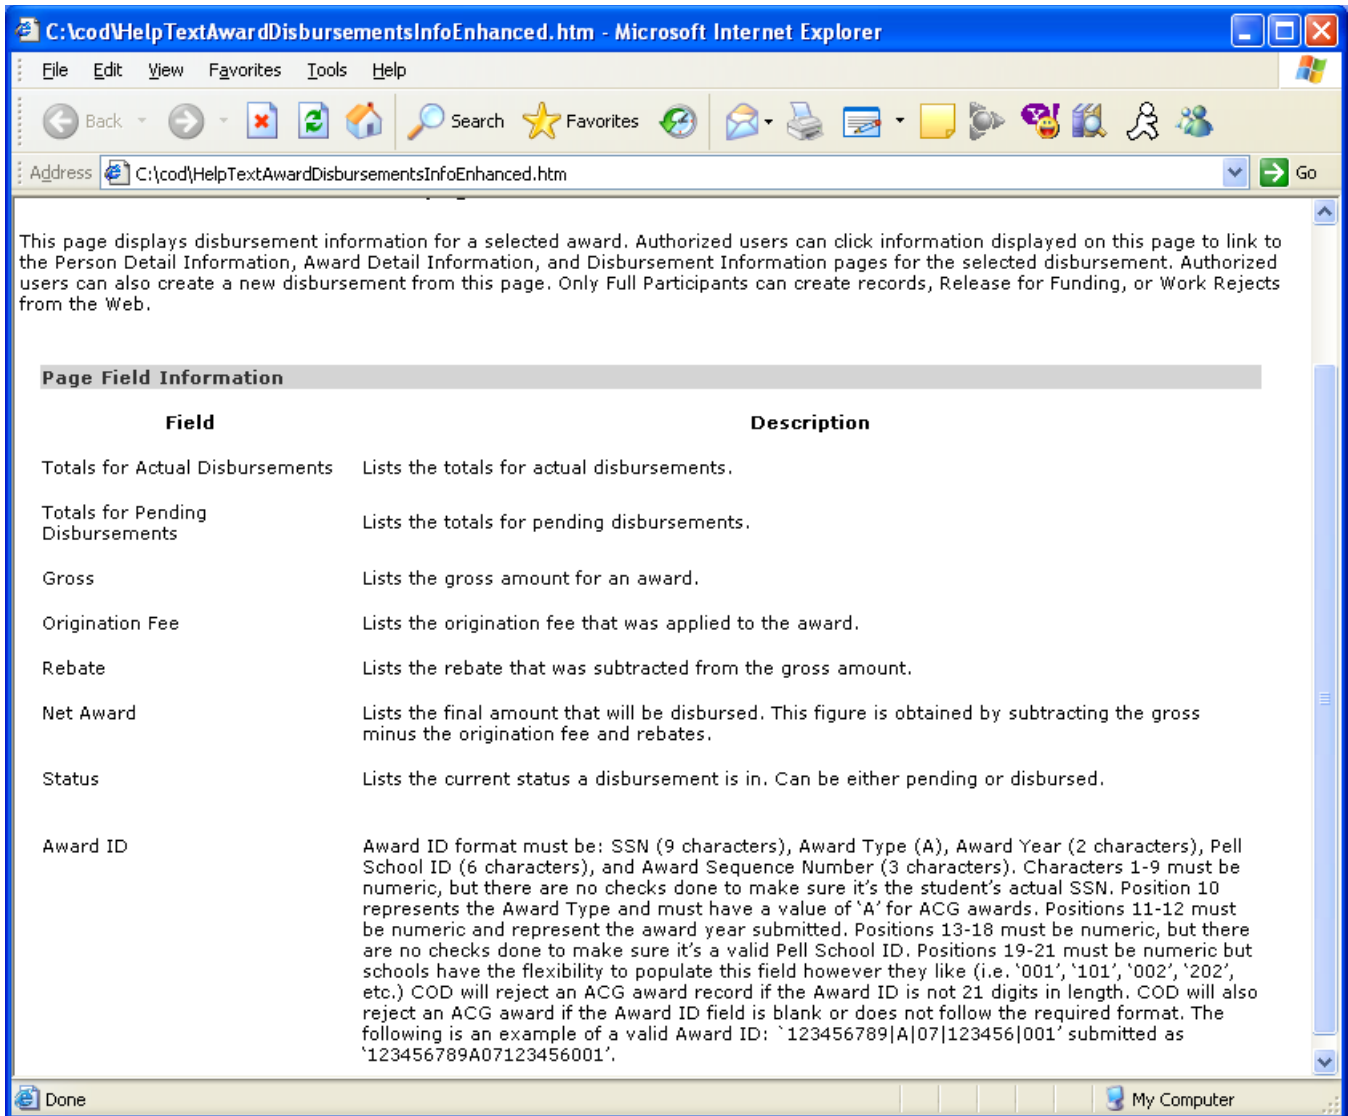 C:\cod\HelpTextAwardDisbursementsInfoEnhanced.htm - Microsoft Internet Explorer
File Edit View Favorites Tools Help
Back Search Favorites
Address C:\cod\HelpTextAwardDisbursementsInfoEnhanced.htm Go
This page displays disbursement information for a selected award. Authorized users can click information displayed on this page to link to
the Person Detail Information, Award Detail Information, and Disbursement Information pages for the selected disbursement. Authorized
users can also create a new disbursement from this page. Only Full Participants can create records, Release for Funding, or Work Rejects
from the Web.
Page Field Information
Field Description
Totals for Actual Disbursements Lists the totals for actual disbursements.
Totals for Pending
Disbursements Lists the totals for pending disbursements.
Gross Lists the gross amount for an award.
Origination Fee Lists the origination fee that was applied to the award.
Rebate Lists the rebate that was subtracted from the gross amount.
Net Award Lists the final amount that will be disbursed. This figure is obtained by subtracting the gross
minus the origination fee and rebates.
Status Lists the current status a disbursement is in. Can be either pending or disbursed.
Award ID Award ID format must be: SSN (9 characters), Award Type (A), Award Year (2 characters), Pell
School ID (6 characters), and Award Sequence Number (3 characters). Characters 1-9 must be
numeric, but there are no checks done to make sure it’s the student’s actual SSN. Position 10
represents the Award Type and must have a value of ‘A’ for ACG awards. Positions 11-12 must
be numeric and represent the award year submitted. Positions 13-18 must be numeric, but there
are no checks done to make sure it’s a valid Pell School ID. Positions 19-21 must be numeric but
schools have the flexibility to populate this field however they like (i.e. ‘001’, ‘101’, ‘002’, ‘202’,
etc.) COD will reject an ACG award record if the Award ID is not 21 digits in length. COD will also
reject an ACG award if the Award ID field is blank or does not follow the required format. The
following is an example of a valid Award ID: `123456789|A|07|123456|001’ submitted as
‘123456789A07123456001’.
Done My Computer